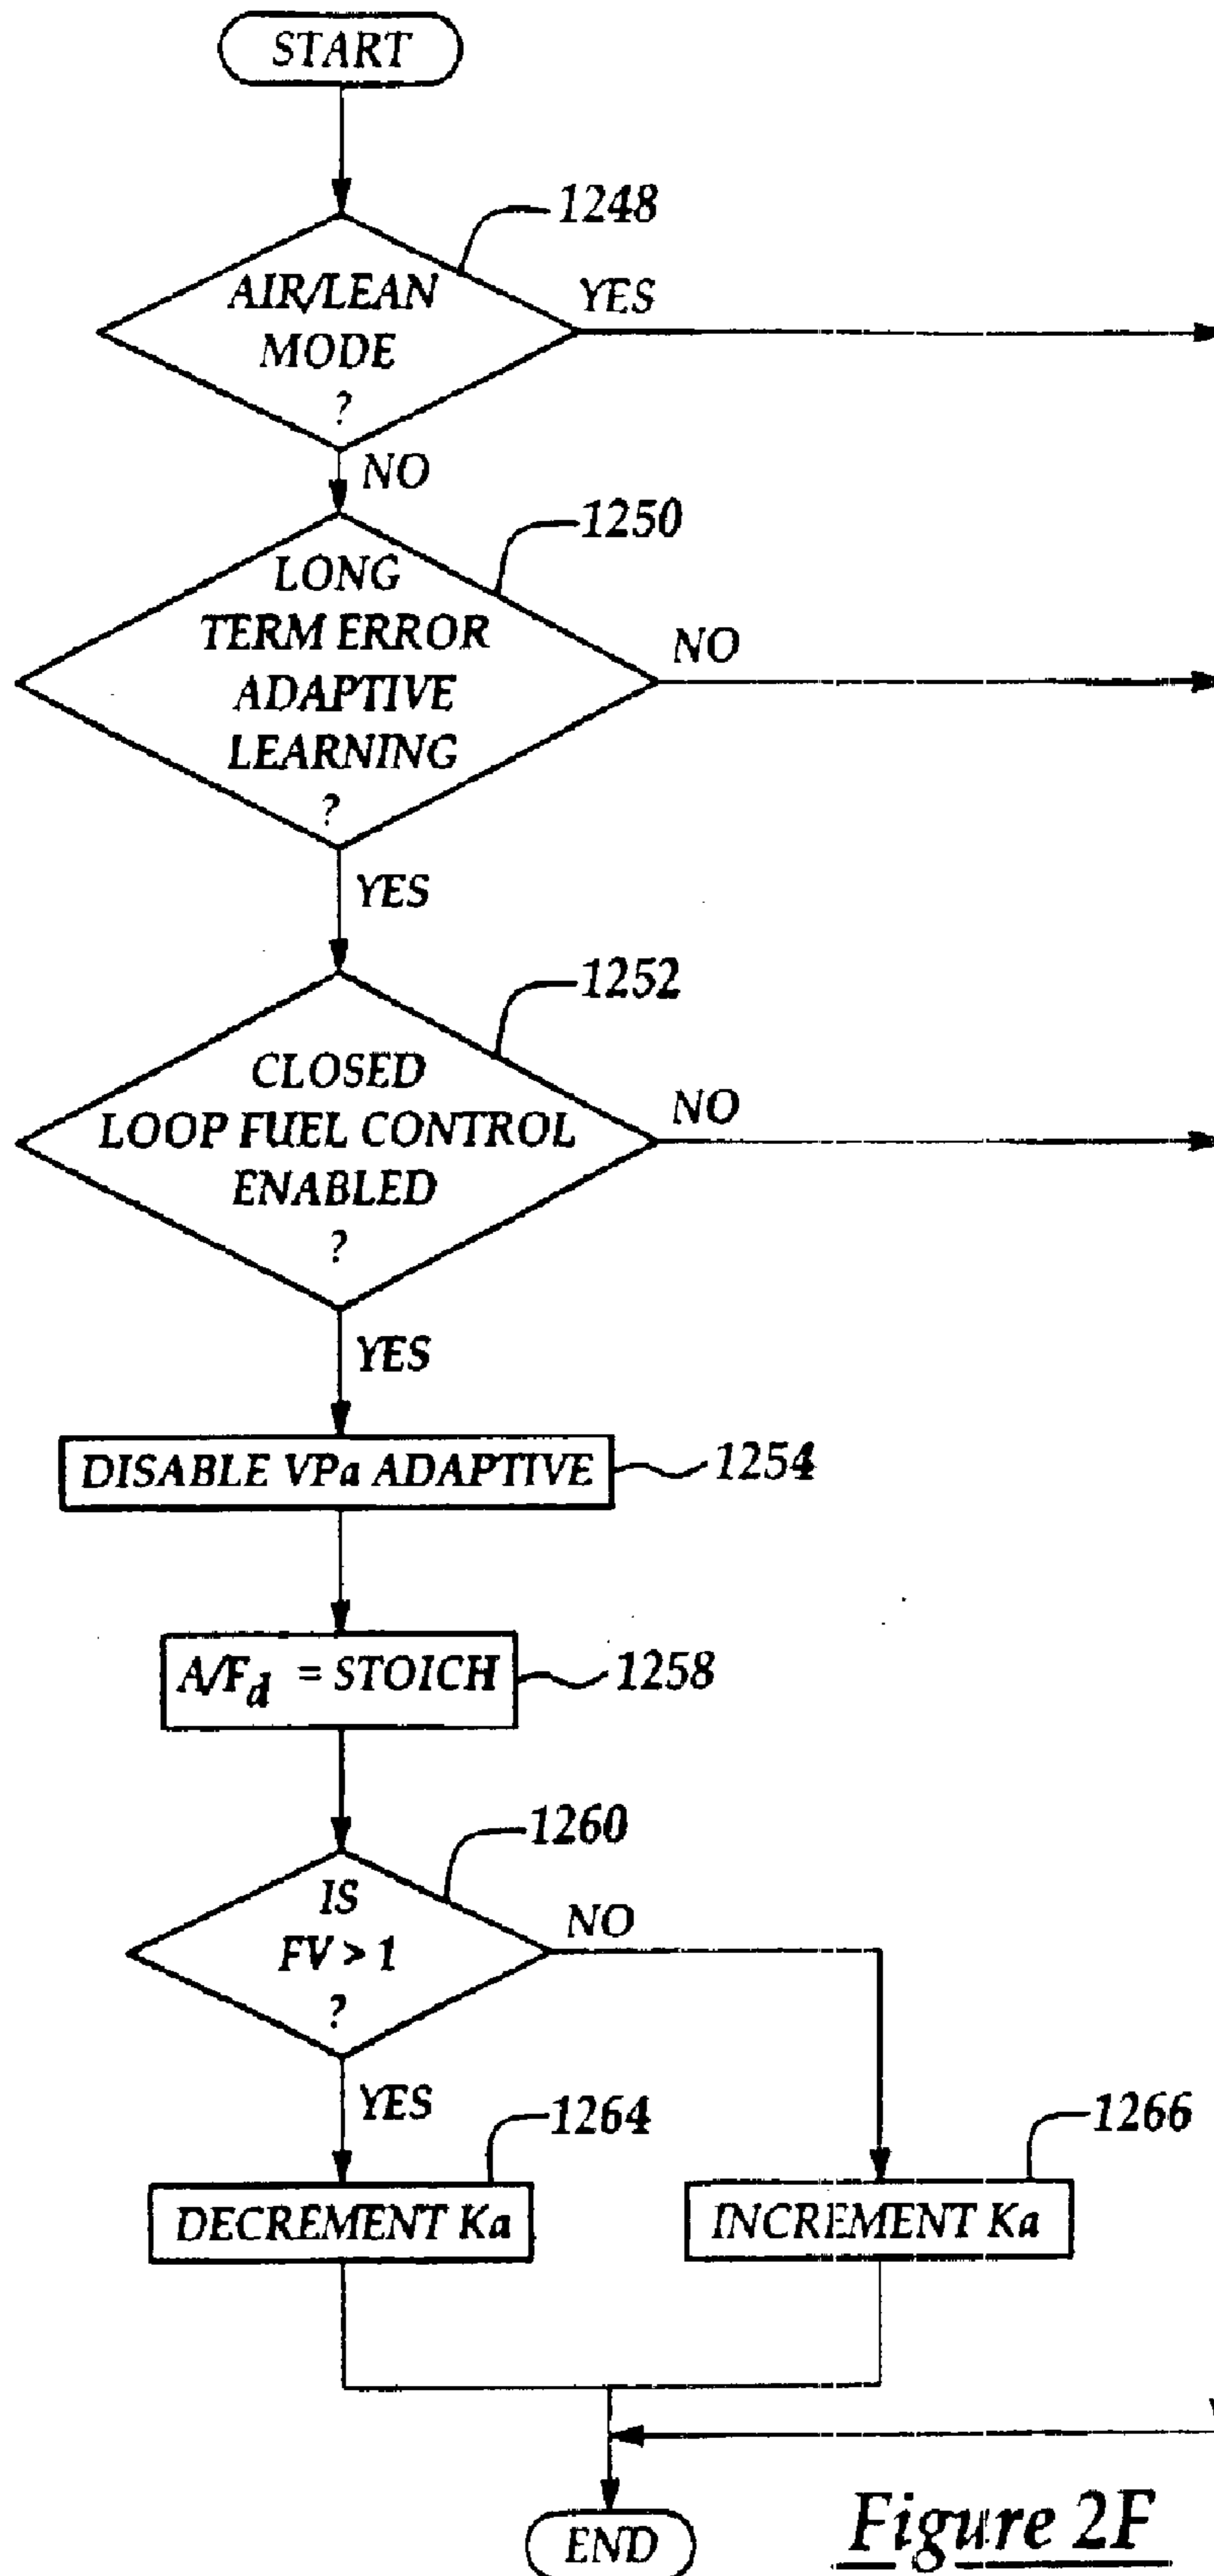 START
1248
AIR/LEAN
MODE
?
YES
NO
1250
LONG
TERM ERROR
ADAPTIVE
LEARNING
?
NO
YES
1252
CLOSED
LOOP FUEL CONTROL
ENABLED
?
NO
YES
DISABLE VPa ADAPTIVE
1254
A/Fd = STOICH
1258
1260
IS
FV > 1
?
NO
YES
1264
1266
DECREMENT Ka
INCREMENT Ka
END
Figure 2F